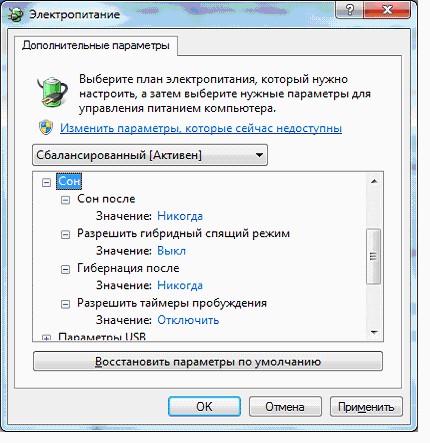 Электропитание
Дополнительные параметры
Выберите план электропитания, который нужно
настроить, а затем выберите нужные параметры для
управления питанием компьютера.
Изменить параметры, которые сейчас недоступны
Сбалансированный [Активен]
Сон
Сон после
Значение: Никогда
Разрешить гибридный спящий режим
Значение: Выкл
Гибернация после
Значение: Никогда
Разрешить таймеры пробуждения
Значение: Отключить
Параметры USB
Восстановить параметры по умолчанию
OK Отмена Применить